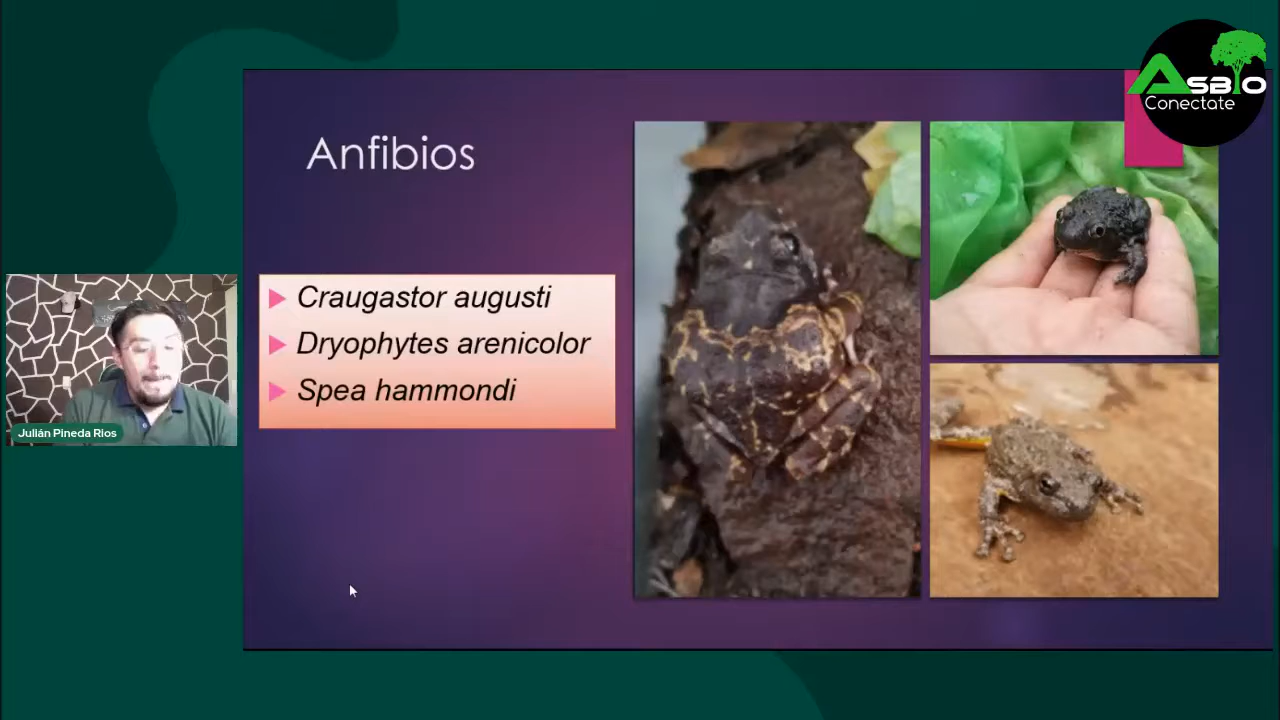 Asbio
Conectate
Anfibios
Craugastor augusti
Dryophytes arenicolor
Spea hammondi
Julián Pineda Rios